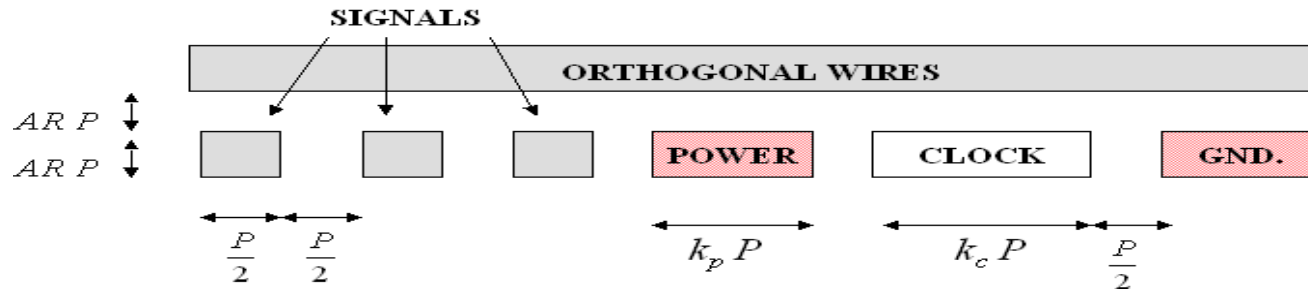 SIGNALS
ORTHOGONAL WIRES
AR P
AR P
POWER
CLOCK
GND.
P/2
P/2
k_p P
k_c P
P/2